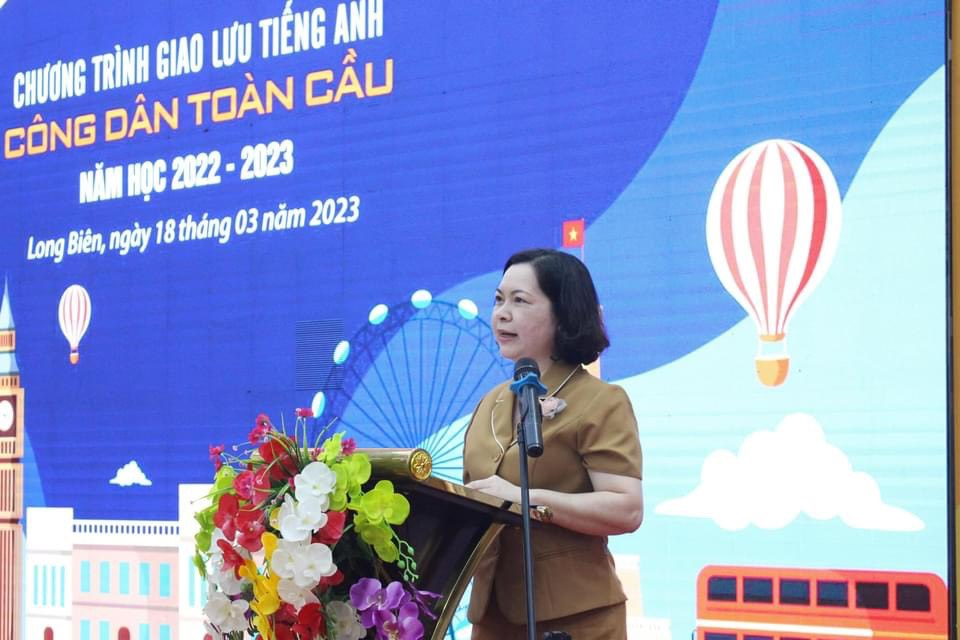 CHƯƠNG TRÌNH GIAO LƯU TIẾNG ANH
CÔNG DÂN TOÀN CẦU
NĂM HỌC 2022 - 2023
Long Biên, ngày 18 tháng 03 năm 2023